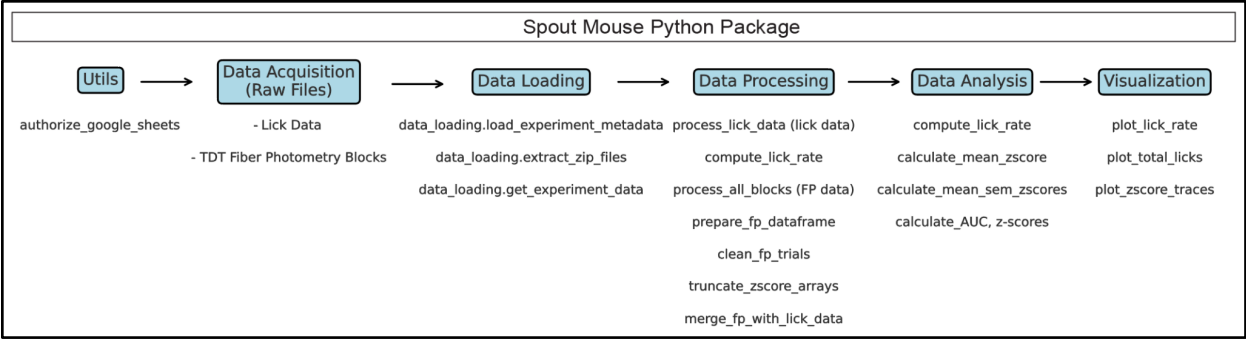 Spout Mouse Python Package
Utils
Data Acquisition
(Raw Files)
Data Loading
Data Processing
Data Analysis
Visualization
authorize_google_sheets
- Lick Data
- TDT Fiber Photometry Blocks
data_loading.load_experiment_metadata
data_loading.extract_zip_files
data_loading.get_experiment_data
process_lick_data (lick data)
compute_lick_rate
process_all_blocks (FP data)
prepare_fp_dataframe
clean_fp_trials
truncate_zscore_arrays
merge_fp_with_lick_data
compute_lick_rate
calculate_mean_zscore
calculate_mean_sem_zscores
calculate_AUC, z-scores
plot_lick_rate
plot_total_licks
plot_zscore_traces